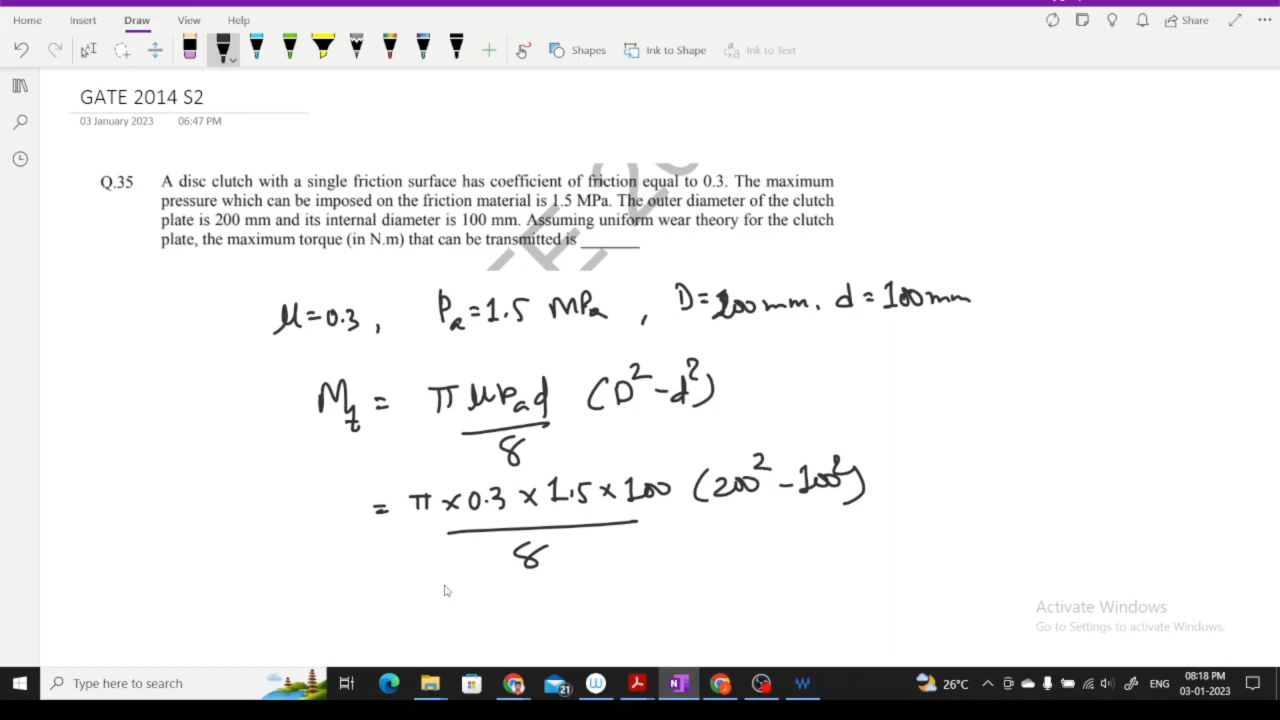 Home Insert Draw View Help
Share
Shapes Ink to Shape Ink to Text
GATE 2014 S2
03 January 2023 06:47 PM
Q.35 A disc clutch with a single friction surface has coefficient of friction equal to 0.3. The maximum
pressure which can be imposed on the friction material is 1.5 MPa. The outer diameter of the clutch
plate is 200 mm and its internal diameter is 100 mm. Assuming uniform wear theory for the clutch
plate, the maximum torque (in N.m) that can be transmitted is _______
μ=0.3, Pa=1.5 MPa, D=200mm. d=100mm
Mt = π μPad (D²-d²)
8
= π × 0.3 × 1.5 × 100 (200² - 100²)
8
Activate Windows
Go to Settings to activate Windows.
Type here to search
21
26°C
ENG
08:18 PM
03-01-2023